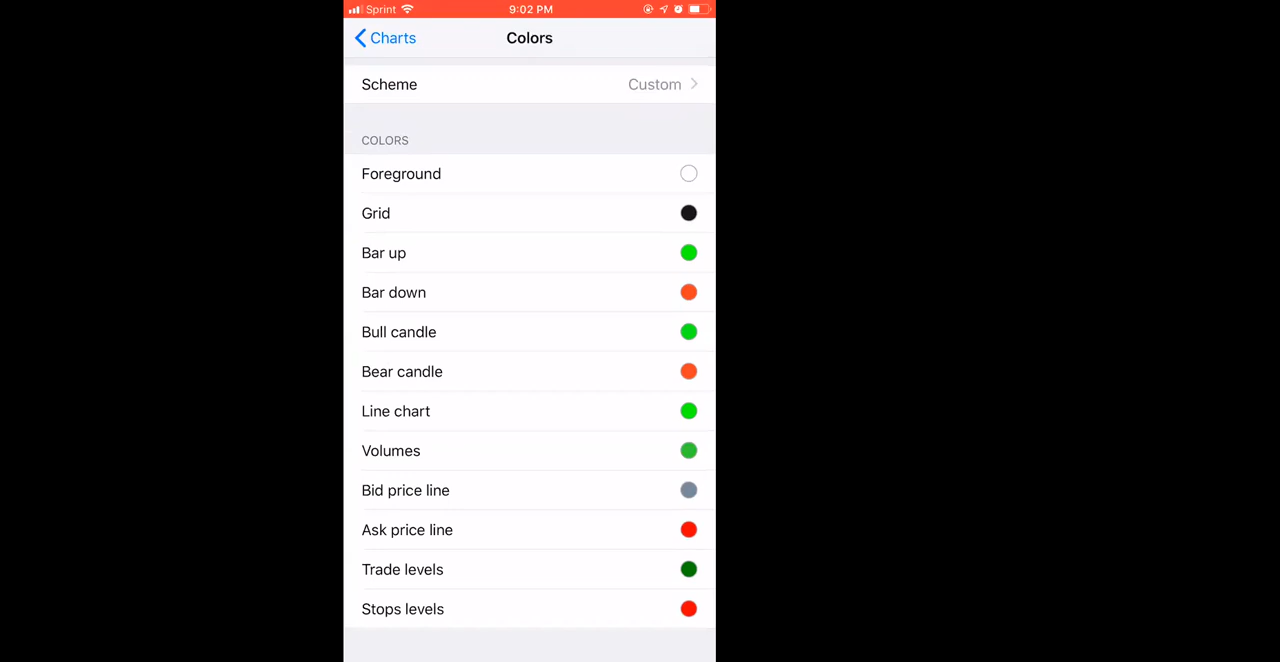 Sprint 9:02 PM
Charts Colors
Scheme Custom
COLORS
Foreground
Grid
Bar up
Bar down
Bull candle
Bear candle
Line chart
Volumes
Bid price line
Ask price line
Trade levels
Stops levels